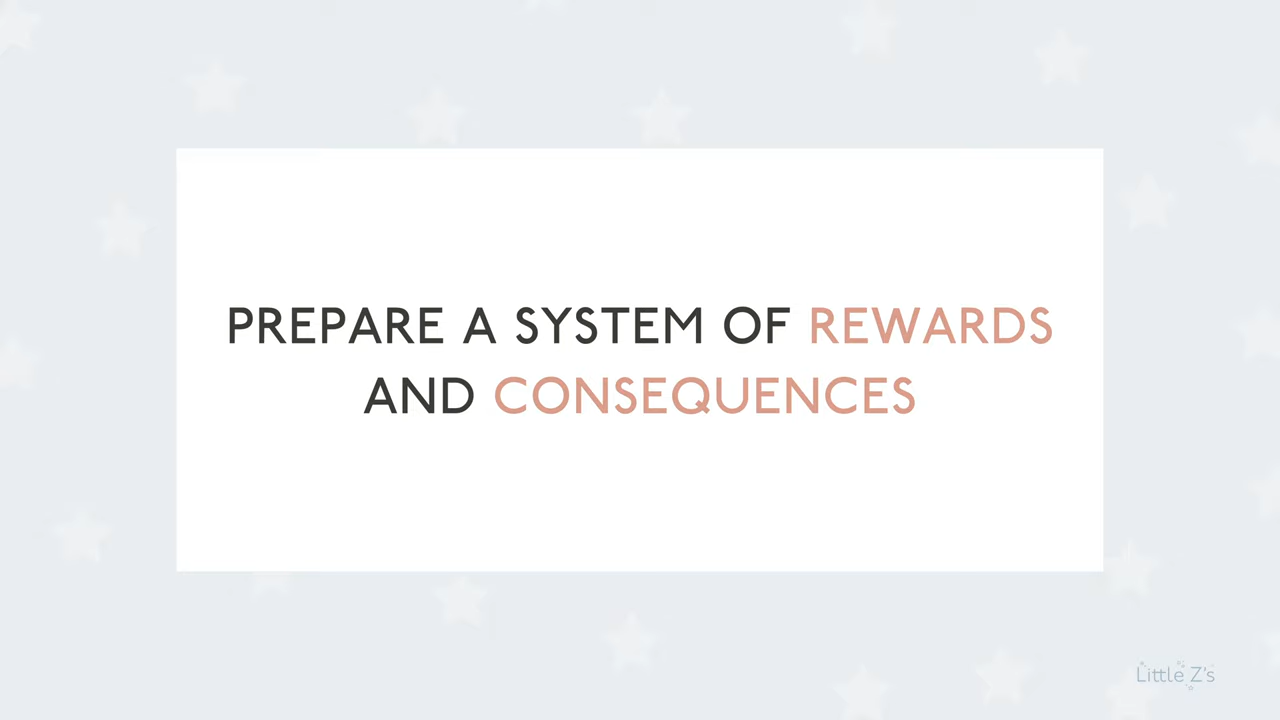 PREPARE A SYSTEM OF REWARDS
AND CONSEQUENCES
Little Z's